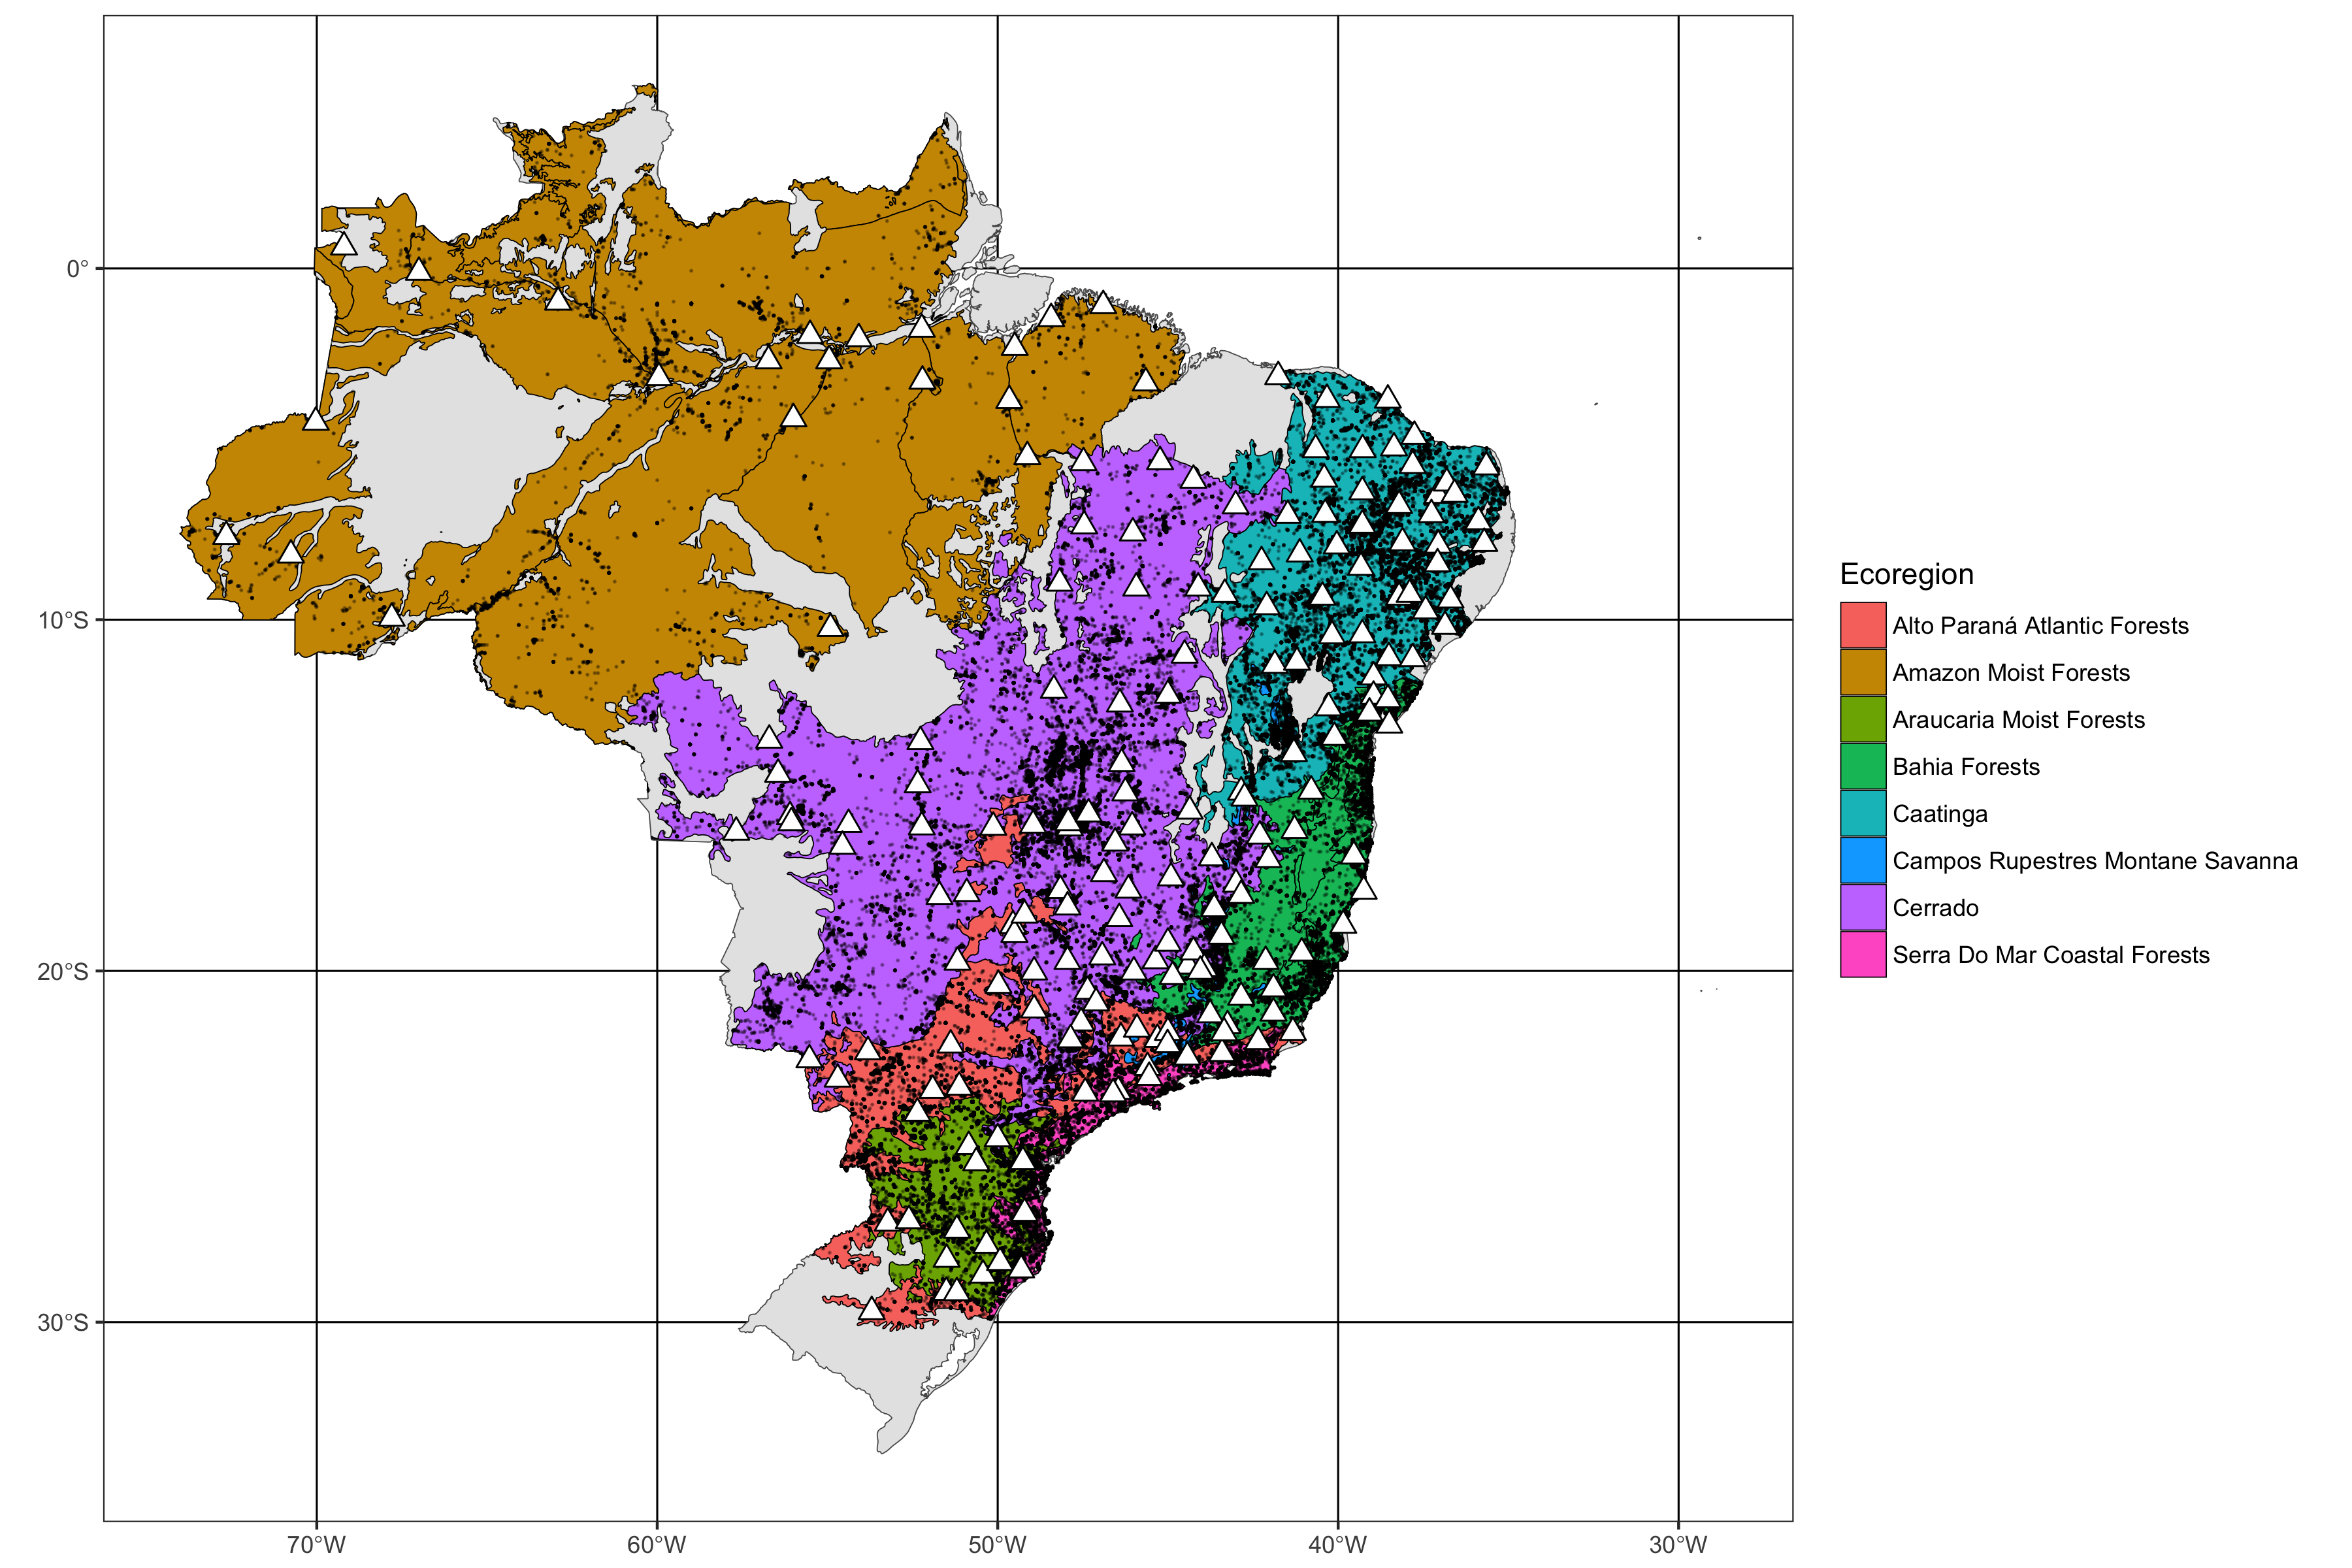 0°
10°S
20°S
30°S
70°W
60°W
50°W
40°W
30°W
Ecoregion
Alto Paraná Atlantic Forests
Amazon Moist Forests
Araucaria Moist Forests
Bahia Forests
Caatinga
Campos Rupestres Montane Savanna
Cerrado
Serra Do Mar Coastal Forests